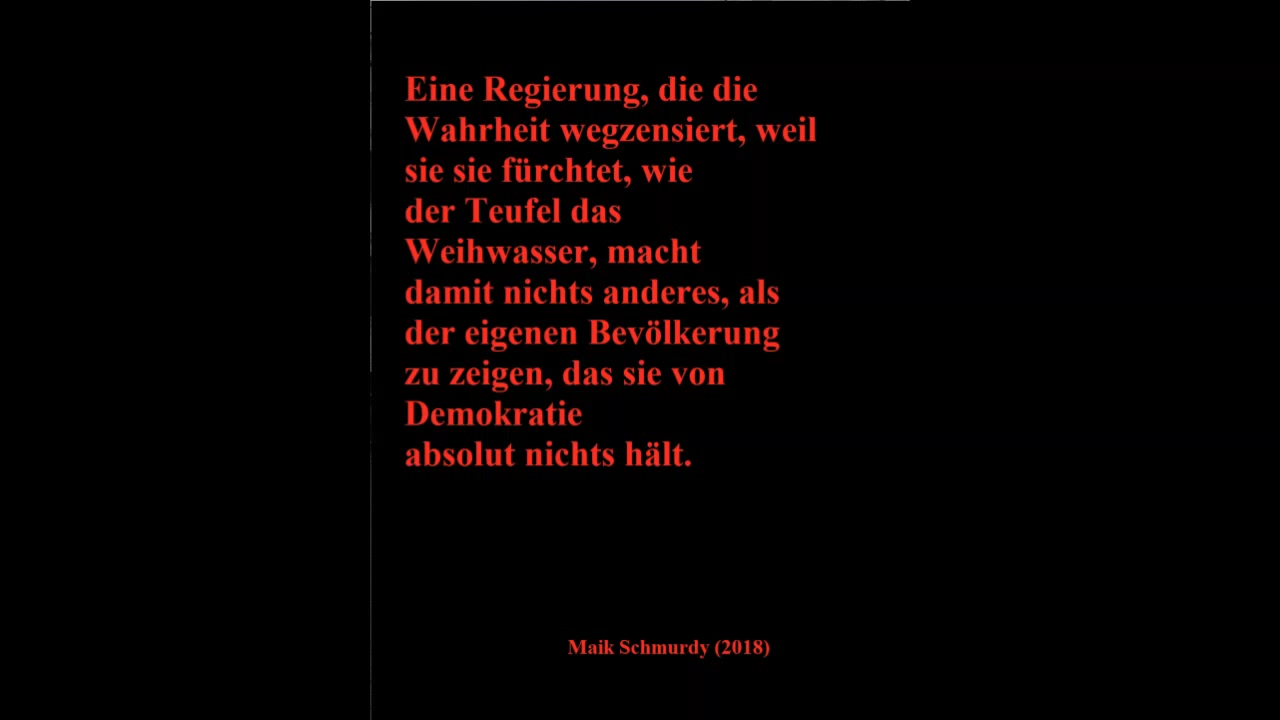 Eine Regierung, die die
Wahrheit wegzensiert, weil
sie sie fürchtet, wie
der Teufel das
Weihwasser, macht
damit nichts anderes, als
der eigenen Bevölkerung
zu zeigen, das sie von
Demokratie
absolut nichts hält.
Maik Schmurdy (2018)